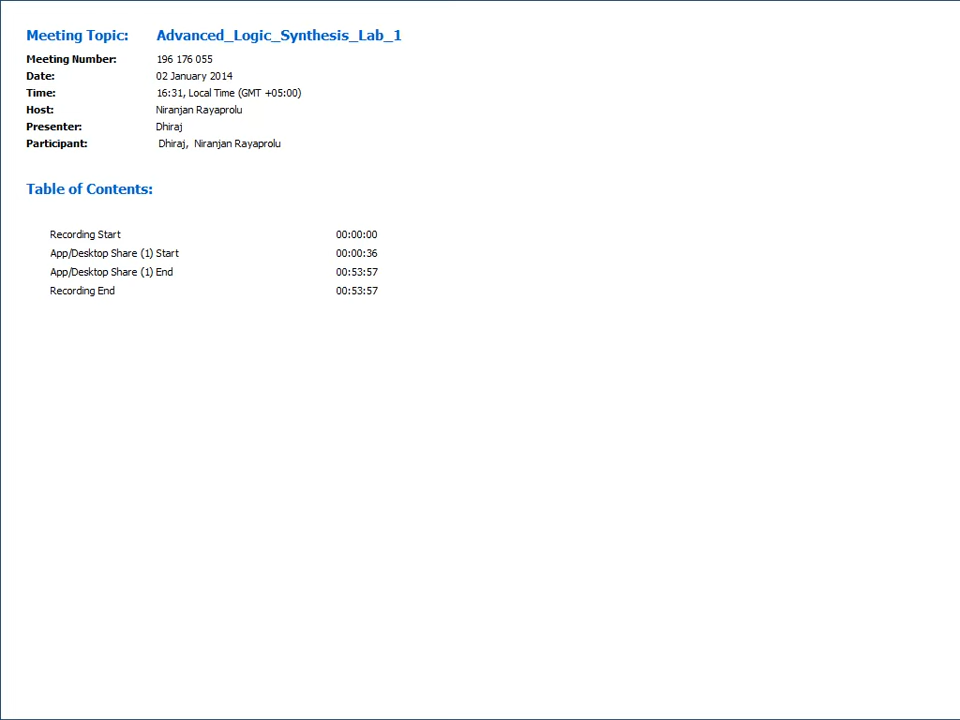 Meeting Topic: Advanced_Logic_Synthesis_Lab_1
Meeting Number: 196 176 055
Date: 02 January 2014
Time: 16:31, Local Time (GMT +05:00)
Host: Niranjan Rayaprolu
Presenter: Dhiraj
Participant: Dhiraj, Niranjan Rayaprolu
Table of Contents:
Recording Start 00:00:00
App/Desktop Share (1) Start 00:00:36
App/Desktop Share (1) End 00:53:57
Recording End 00:53:57